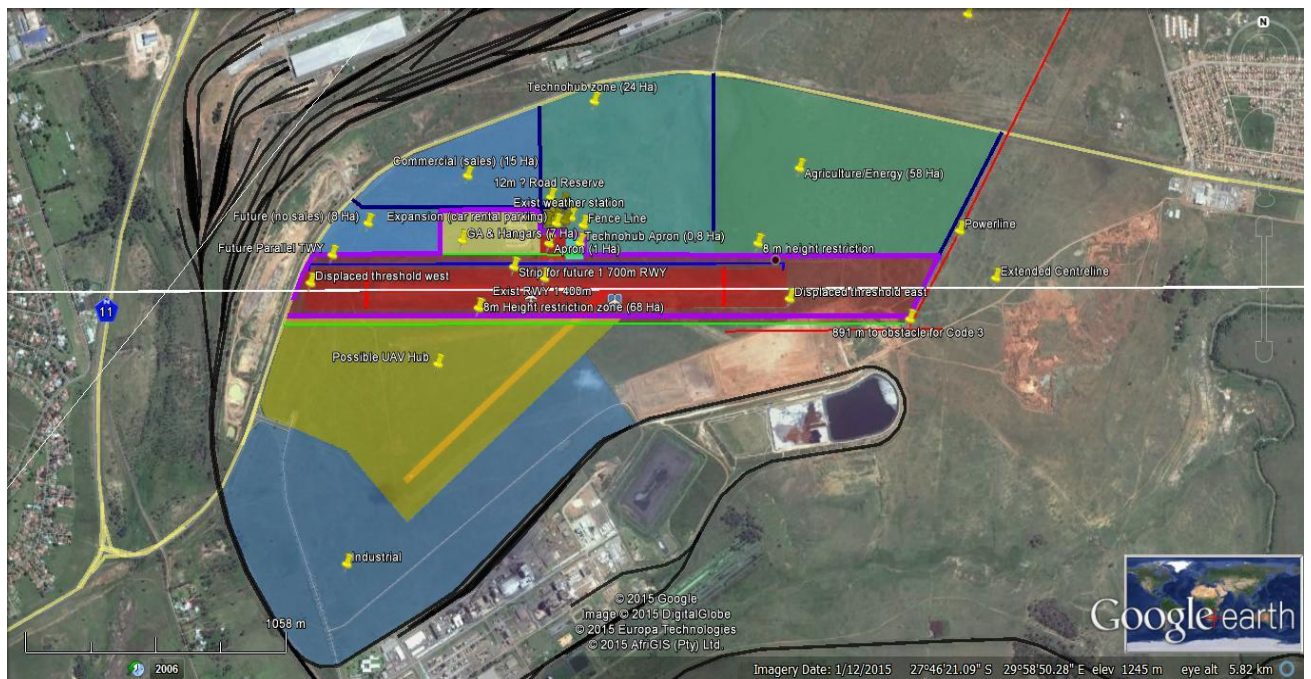 N
Technohub zone (24 Ha)
Commercial (sales) (15 Ha)
Agriculture/Energy (58 Ha)
12m ? Road Reserve
Exist weather station
Future (no sales) (8 Ha)
Expansion (car rental parking)
Fence Line
Powerline
GA & Hangars (7 Ha)
Technohub Apron (0,8 Ha)
Future Parallel TWY
Apron (1 Ha)
8 m height restriction
Displaced threshold west
Strip for future 1 700m RWY
Extended Centreline
Exist RWY 1 400m
Displaced threshold east
N
11
8m Height restriction zone (68 Ha)
891 m to obstacle for Code 3
Possible UAV Hub
Industrial
1058 m
© 2015 Google
Image © 2015 DigitalGlobe
© 2015 Europa Technologies
© 2015 AfriGIS (Pty) Ltd.
Google earth
2006
Imagery Date: 1/12/2015 27°46'21.09" S 29°58'50.28" E elev 1245 m eye alt 5.82 km